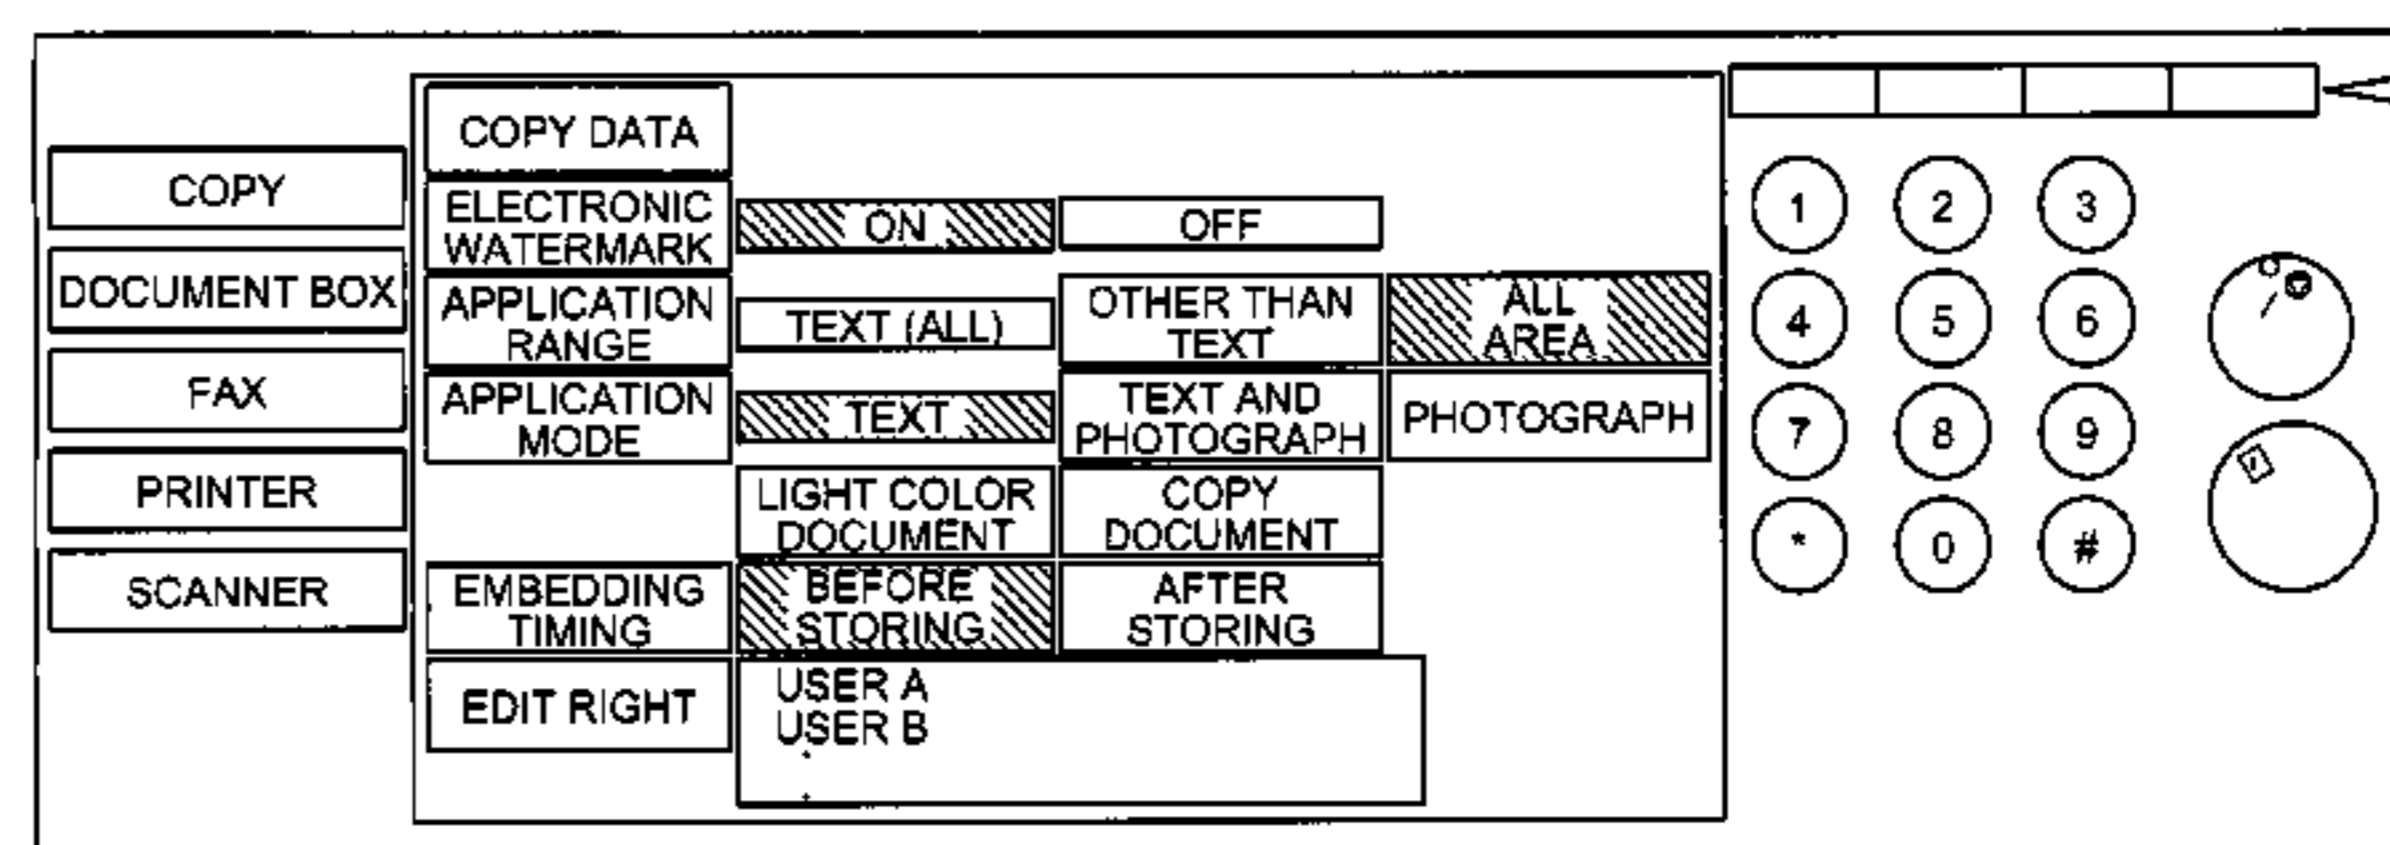 COPY
DOCUMENT BOX
FAX
PRINTER
SCANNER
COPY DATA
ELECTRONIC
WATERMARK
ON
OFF
APPLICATION
RANGE
TEXT (ALL)
OTHER THAN
TEXT
ALL
AREA
APPLICATION
MODE
TEXT
TEXT AND
PHOTOGRAPH
PHOTOGRAPH
LIGHT COLOR
DOCUMENT
COPY
DOCUMENT
EMBEDDING
TIMING
BEFORE
STORING
AFTER
STORING
EDIT RIGHT
USER A
USER B
1 2 3
4 5 6
7 8 9
* 0 #